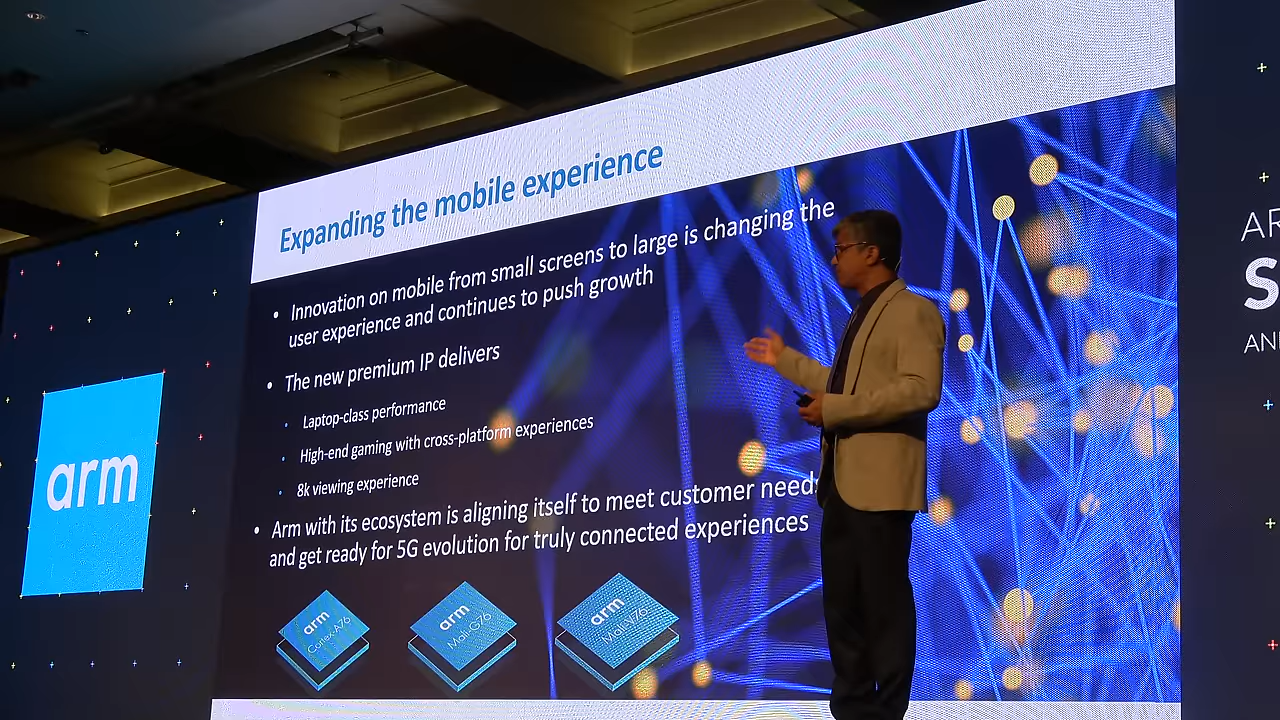 Expanding the mobile experience
• Innovation on mobile from small screens to large is changing the
user experience and continues to push growth
• The new premium IP delivers
• Laptop-class performance
• High-end gaming with cross-platform experiences
• 8k viewing experience
• Arm with its ecosystem is aligning itself to meet customer needs
and get ready for 5G evolution for truly connected experiences
arm
Cortex-A76
arm
Mali-G76
arm
Mali-V76
arm